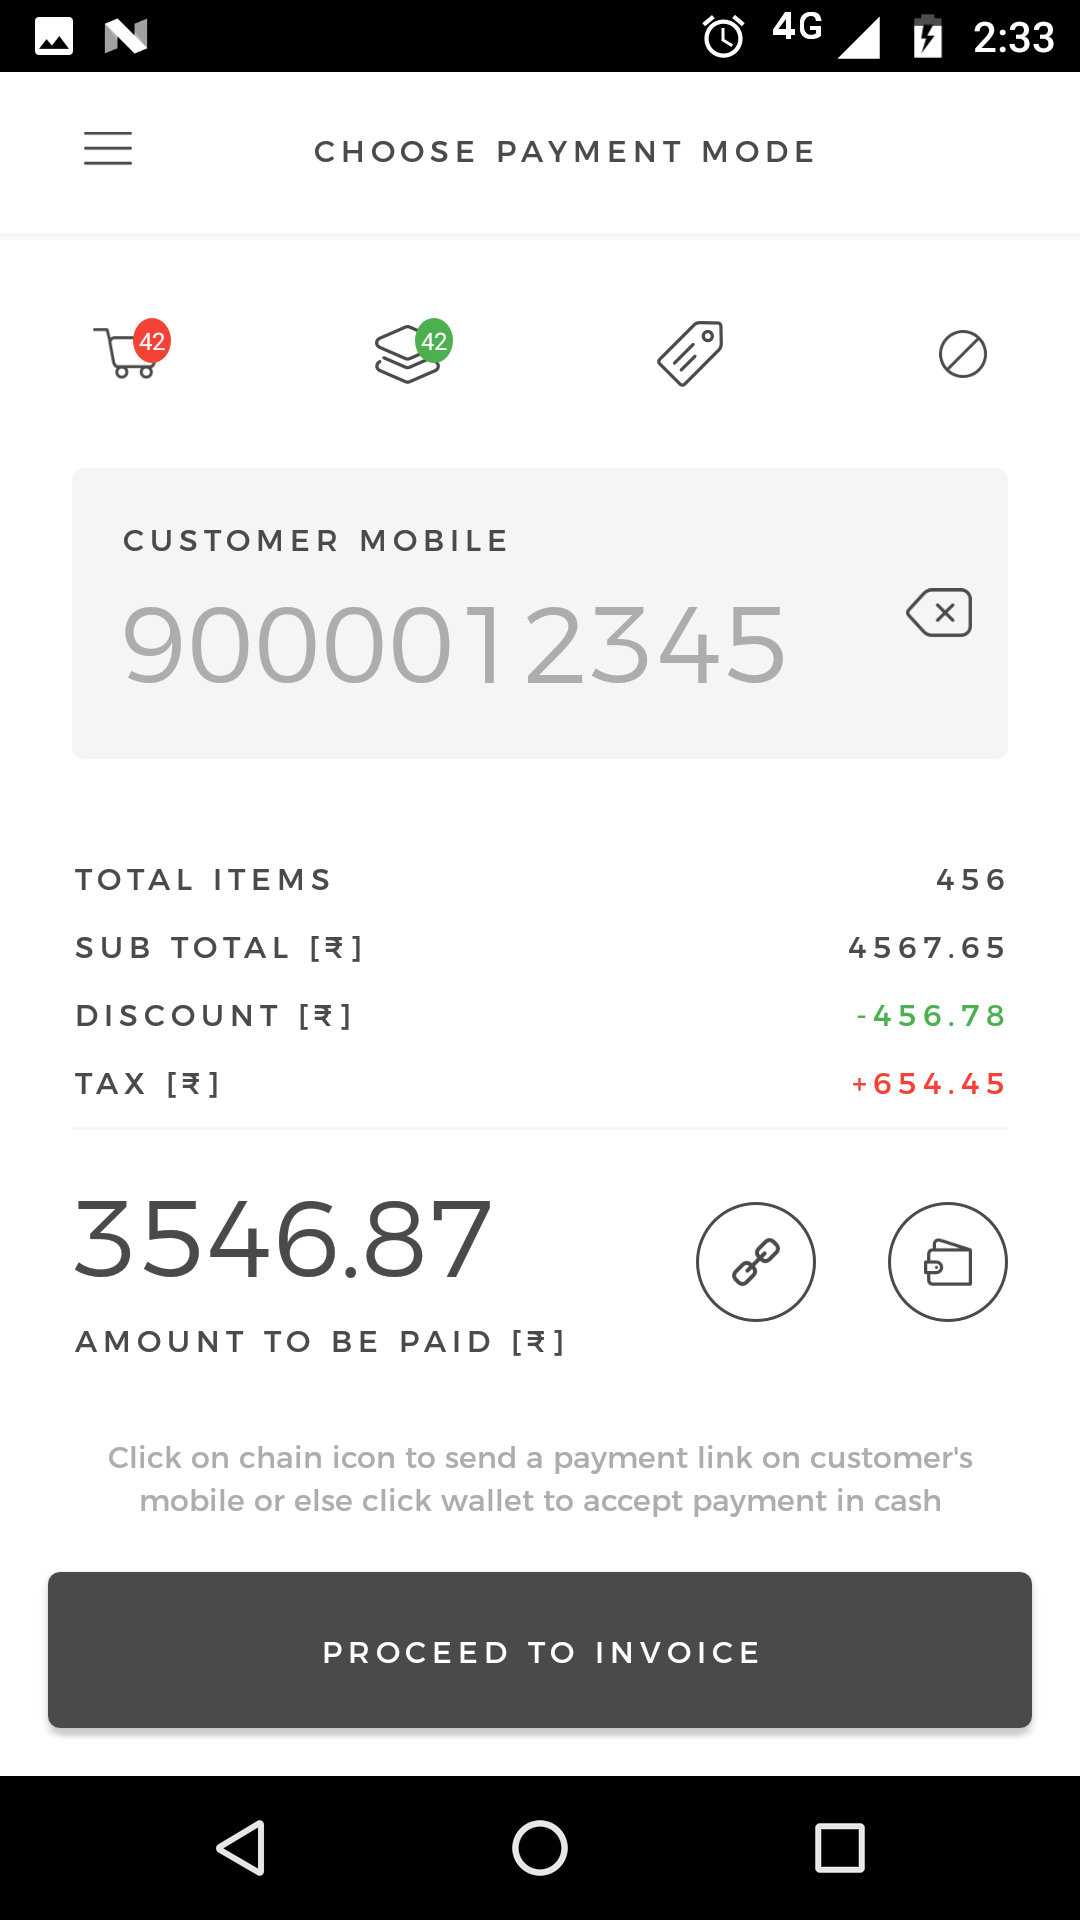 4G 2:33
CHOOSE PAYMENT MODE
42 42
CUSTOMER MOBILE
9000012345
TOTAL ITEMS 456
SUB TOTAL [₹] 4567.65
DISCOUNT [₹] -456.78
TAX [₹] +654.45
3546.87
AMOUNT TO BE PAID [₹]
Click on chain icon to send a payment link on customer's
mobile or else click wallet to accept payment in cash
PROCEED TO INVOICE